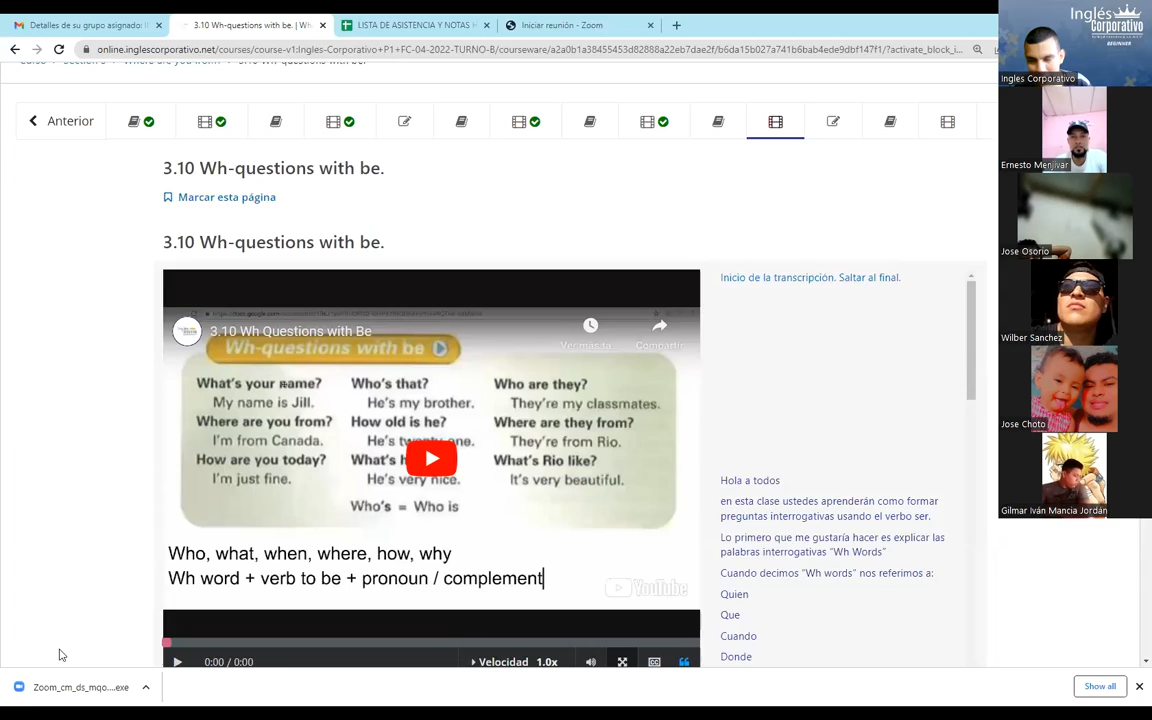 Detalles de su grupo asignado: I
3.10 Wh-questions with be. | Wh
LISTA DE ASISTENCIA Y NOTAS
Iniciar reunión - Zoom
online.inglescorporativo.net/courses/course-v1:Ingles-Corporativo+P1+FC-04-2022-TURNO-B/courseware/a2a0b1a38455453d82888a22eb7dae2f/b6da15b027a741b6bab4ede9dbf147f1/?activate_block_i...
3.10 Wh-questions with be.
Anterior
3.10 Wh-questions with be.
Marcar esta página
3.10 Wh-questions with be.
3.10 Wh Questions with Be
Ver más ta
Compartir
Wh-questions with be
What's your name?
My name is Jill.
Where are you from?
I'm from Canada.
How are you today?
I'm just fine.
Who's that?
He's my brother.
How old is he?
He's twenty-one.
What's
He's very nice.
Who's = Who is
Who are they?
They're my classmates.
Where are they from?
They're from Rio.
What's Rio like?
It's very beautiful.
Who, what, when, where, how, why
Wh word + verb to be + pronoun / complement
YouTube
0:00 / 0:00
Velocidad 1.0x
Inicio de la transcripción. Saltar al final.
Hola a todos
en esta clase ustedes aprenderán como formar
preguntas interrogativas usando el verbo ser.
Lo primero que me gustaría hacer es explicar las
palabras interrogativas "Wh Words"
Cuando decimos "Wh words" nos referimos a:
Quien
Que
Cuando
Donde
Inglés
Corporativo
BEGINNER
Ingles Corporativo
Ernesto Menjivar
Jose Osorio
Wilber Sanchez
Jose Choto
Gilmar Iván Mancia Jordán
Zoom_cm_ds_mqo....exe
Show all